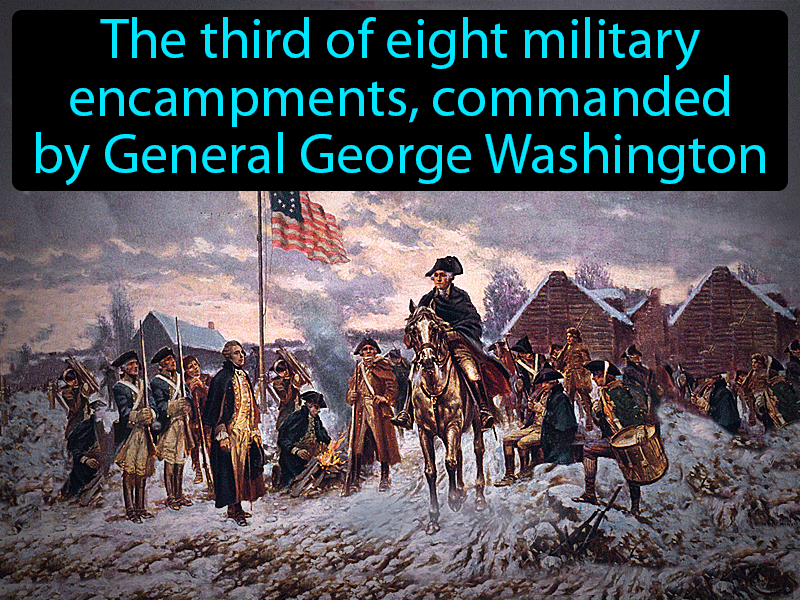 The third of eight military
encampments, commanded
by General George Washington